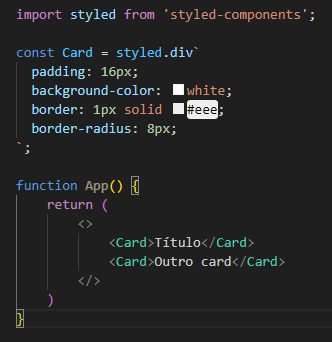 import styled from 'styled-components';
const Card = styled.div`
padding: 16px;
background-color: white;
border: 1px solid #eee;
border-radius: 8px;
`;
function App() {
return (
<>
<Card>Título</Card>
<Card>Outro card</Card>
</>
)
}